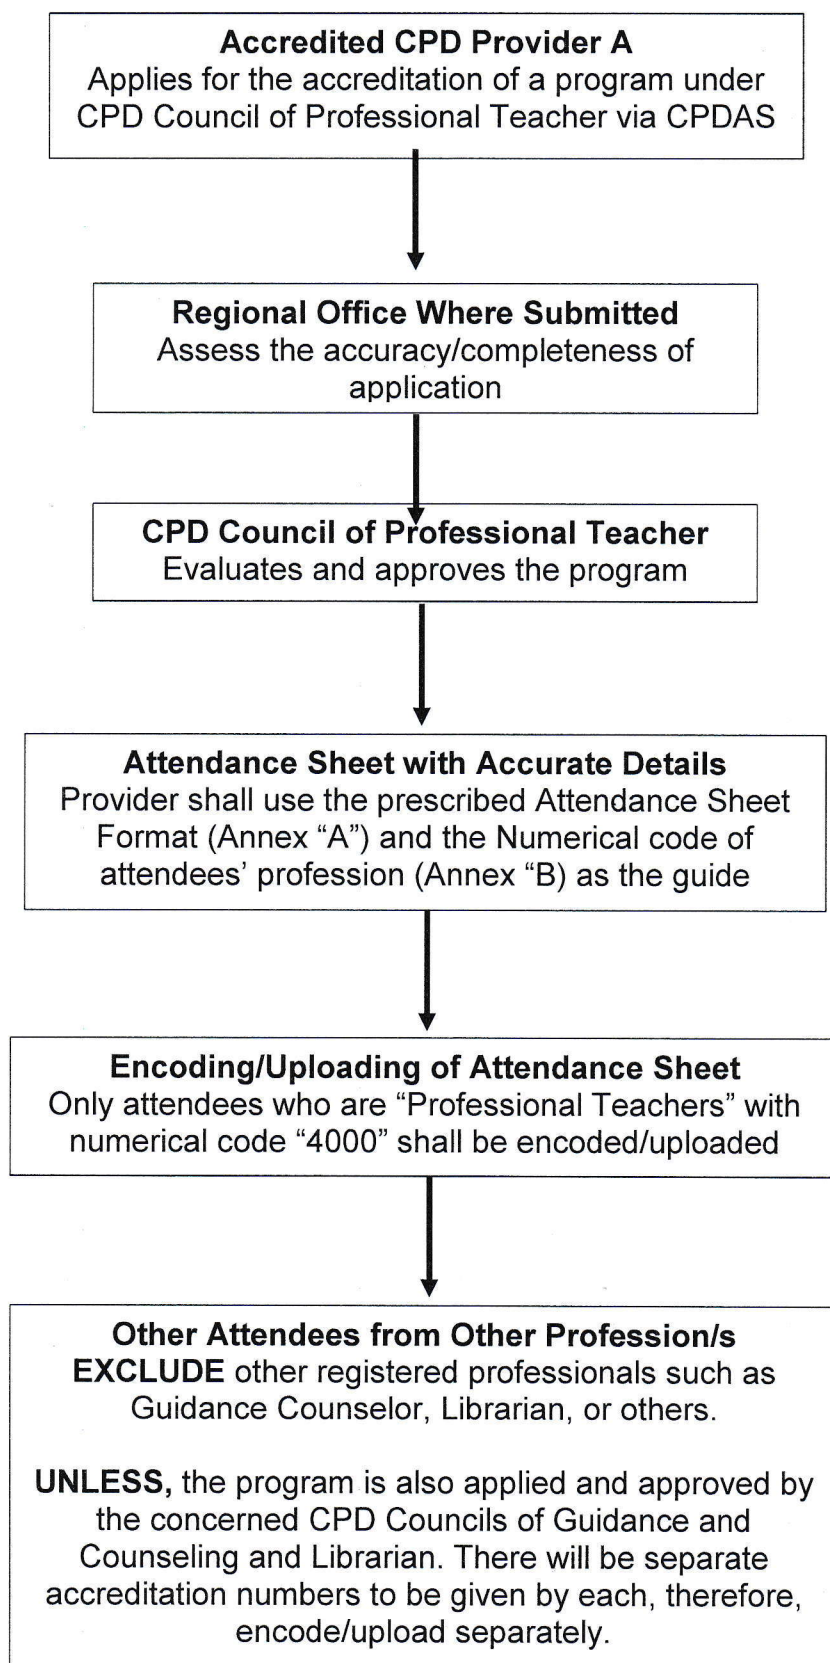 Accredited CPD Provider A
Applies for the accreditation of a program under
CPD Council of Professional Teacher via CPDAS
Regional Office Where Submitted
Assess the accuracy/completeness of
application
CPD Council of Professional Teacher
Evaluates and approves the program
Attendance Sheet with Accurate Details
Provider shall use the prescribed Attendance Sheet
Format (Annex “A”) and the Numerical code of
attendees’ profession (Annex “B) as the guide
Encoding/Uploading of Attendance Sheet
Only attendees who are “Professional Teachers” with
numerical code “4000” shall be encoded/uploaded
Other Attendees from Other Profession/s
EXCLUDE other registered professionals such as
Guidance Counselor, Librarian, or others.
UNLESS, the program is also applied and approved by
the concerned CPD Councils of Guidance and
Counseling and Librarian. There will be separate
accreditation numbers to be given by each, therefore,
encode/upload separately.